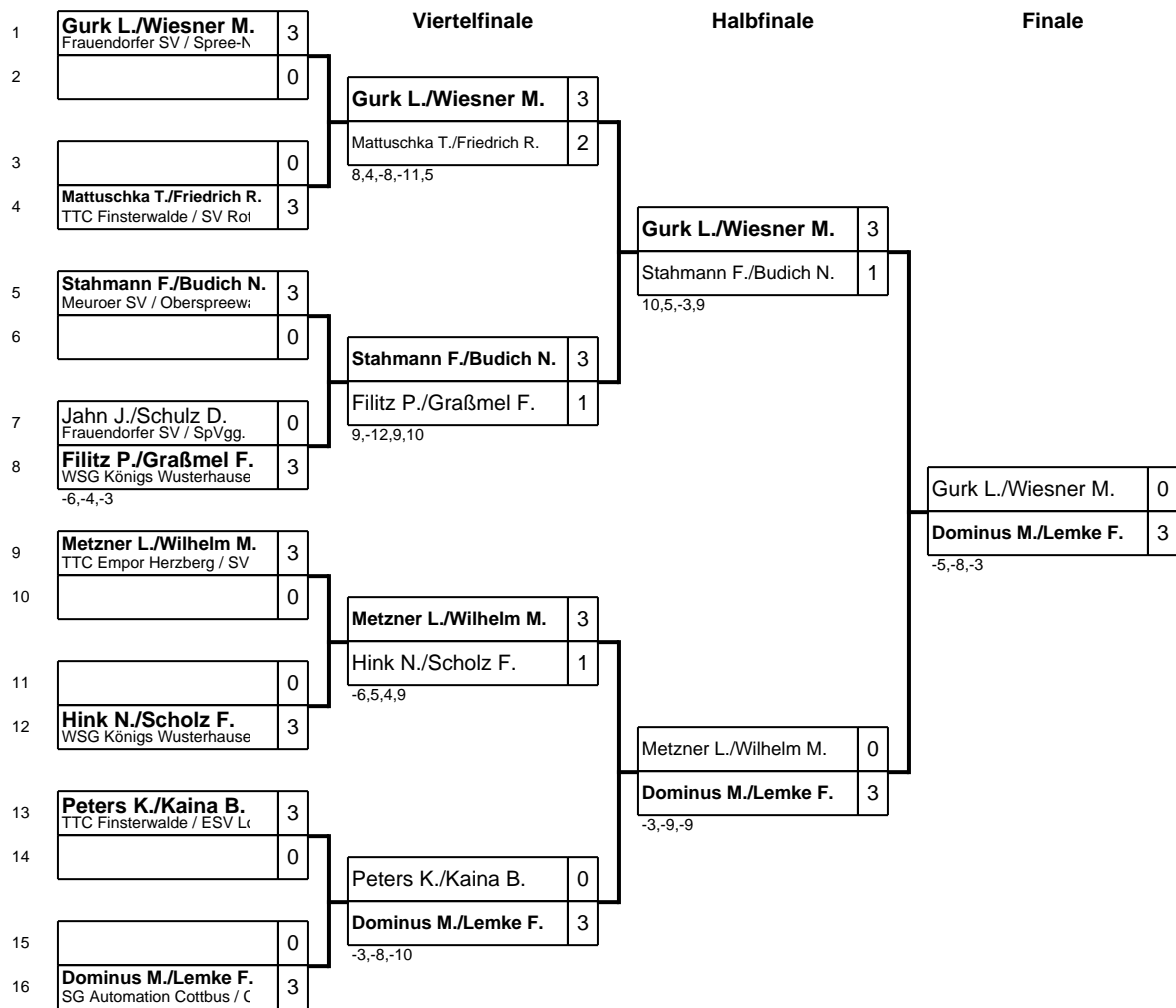 Viertelfinale Halbfinale Finale
1 Gurk L./Wiesner M. 3
Frauendorfer SV / Spree-N
2 0
Gurk L./Wiesner M. 3
Mattuschka T./Friedrich R. 2
8,4,-8,-11,5
3 0
4 Mattuschka T./Friedrich R. 3
TTC Finsterwalde / SV Rot
Gurk L./Wiesner M. 3
Stahmann F./Budich N. 1
10,5,-3,9
5 Stahmann F./Budich N. 3
Meuroer SV / Oberspreewa
6 0
Stahmann F./Budich N. 3
Filitz P./Graßmel F. 1
9,-12,9,10
7 Jahn J./Schulz D. 0
Frauendorfer SV / SpVgg.
8 Filitz P./Graßmel F. 3
WSG Königs Wusterhause
-6,-4,-3
Gurk L./Wiesner M. 0
Dominus M./Lemke F. 3
-5,-8,-3
9 Metzner L./Wilhelm M. 3
TTC Empor Herzberg / SV
10 0
Metzner L./Wilhelm M. 3
Hink N./Scholz F. 1
-6,5,4,9
11 0
12 Hink N./Scholz F. 3
WSG Königs Wusterhause
Metzner L./Wilhelm M. 0
Dominus M./Lemke F. 3
-3,-9,-9
13 Peters K./Kaina B. 3
TTC Finsterwalde / ESV Lo
14 0
Peters K./Kaina B. 0
Dominus M./Lemke F. 3
-3,-8,-10
15 0
16 Dominus M./Lemke F. 3
SG Automation Cottbus /